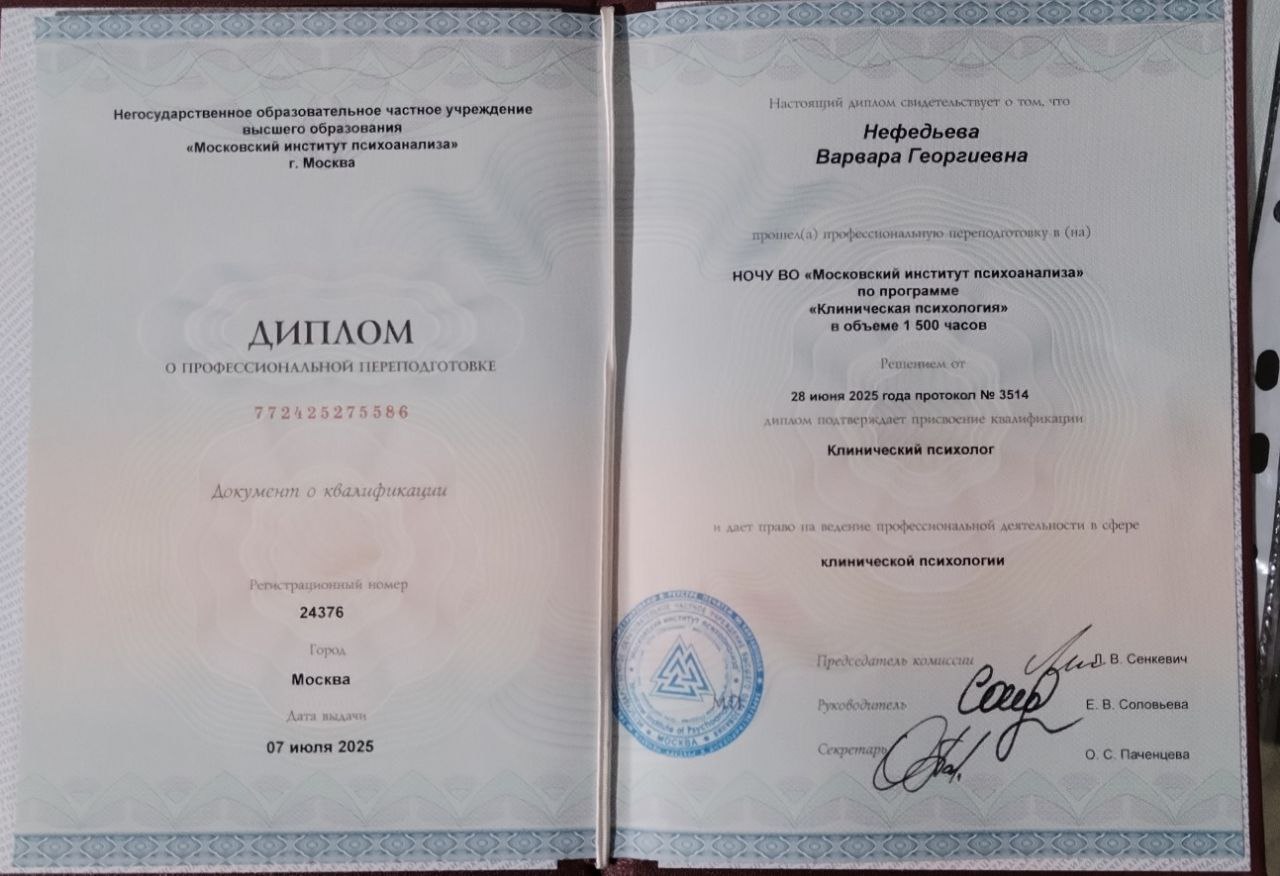 Негосударственное образовательное частное учреждение
высшего образования
«Московский институт психоанализа»
г. Москва
ДИПЛОМ
О ПРОФЕССИОНАЛЬНОЙ ПЕРЕПОДГОТОВКЕ
772425275586
Документ о квалификации
Регистрационный номер
24376
Город
Москва
Дата выдачи
07 июля 2025
Настоящий диплом свидетельствует о том, что
Нефедьева
Варвара Георгиевна
прошел(а) профессиональную переподготовку в (на)
НОЧУ ВО «Московский институт психоанализа»
по программе
«Клиническая психология»
в объеме 1 500 часов
Решением от
28 июня 2025 года протокол № 3514
диплом подтверждает присвоение квалификации
Клинический психолог
и дает право на ведение профессиональной деятельности в сфере
клинической психологии
Председатель комиссии Л. В. Сенкевич
М.П.
Руководитель Е. В. Соловьева
Секретарь О. С. Паченцева
МОСКВА